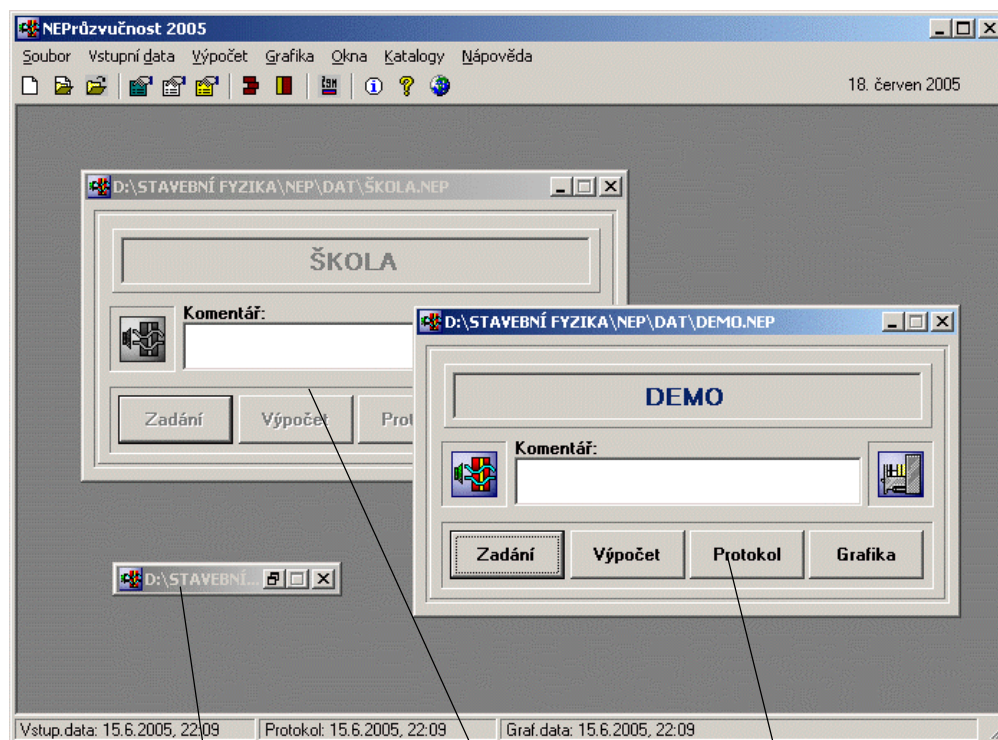 NEPrůzvučnost 2005
Soubor Vstupní data Výpočet Grafika Okna Katalogy Nápověda
18. červen 2005
D:\STAVEBNÍ FYZIKA\NEP\DAT\ŠKOLA.NEP
ŠKOLA
Komentář:
Zadání Výpočet Prot
D:\STAVEBNÍ FYZIKA\NEP\DAT\DEMO.NEP
DEMO
Komentář:
Zadání Výpočet Protokol Grafika
D:\STAVEBNÍ...
Vstup.data: 15.6.2005, 22:09 Protokol: 15.6.2005, 22:09 Graf.data: 15.6.2005, 22:09